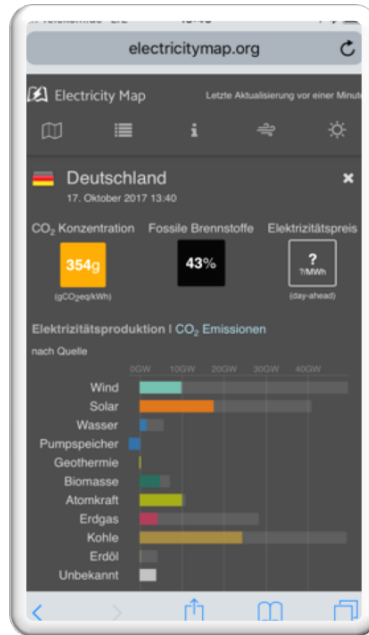 electricitymap.org
Electricity Map Letzte Aktualisierung vor einer Minute
Deutschland
17. Oktober 2017 13:40
CO₂ Konzentration Fossile Brennstoffe Elektrizitätspreis
354g 43% ?
?/MWh
(gCO₂eq/kWh) (day-ahead)
Elektrizitätsproduktion | CO₂ Emissionen
nach Quelle
0GW 10GW 20GW 30GW 40GW
Wind
Solar
Wasser
Pumpspeicher
Geothermie
Biomasse
Atomkraft
Erdgas
Kohle
Erdöl
Unbekannt